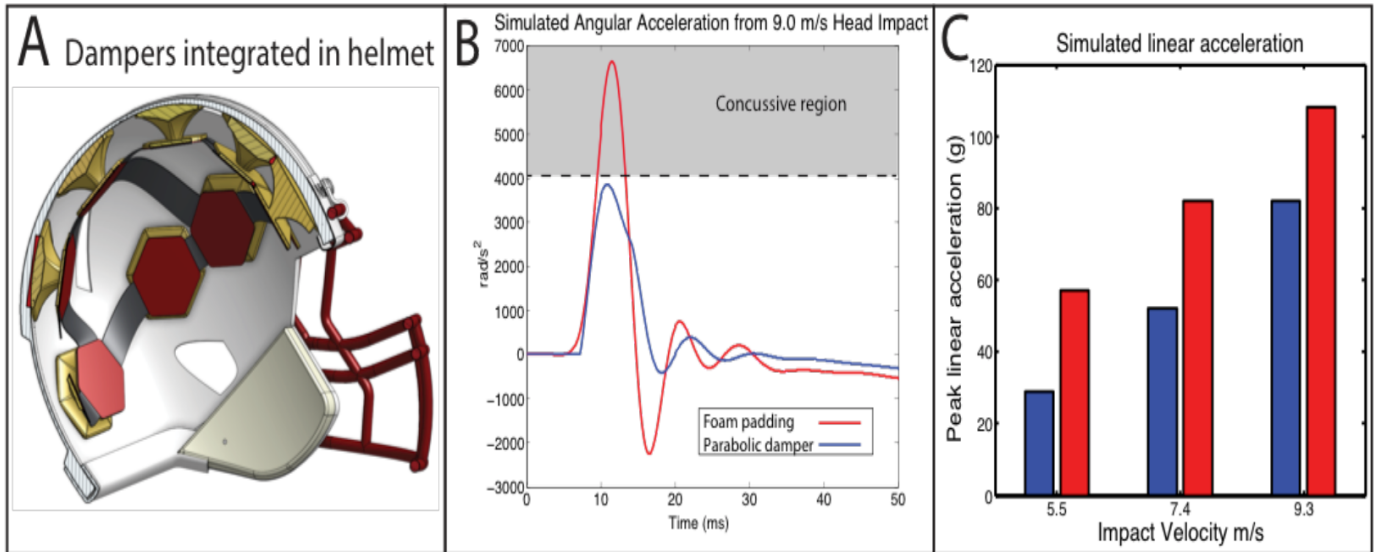 A Dampers integrated in helmet
B Simulated Angular Acceleration from 9.0 m/s Head Impact
7000
6000
5000
4000
3000
2000
1000
0
−1000
−2000
−3000
rad/s²
Concussive region
Foam padding
Parabolic damper
0 10 20 30 40 50
Time (ms)
C Simulated linear acceleration
120
100
80
60
40
20
0
Peak linear acceleration (g)
5.5 7.4 9.3
Impact Velocity m/s